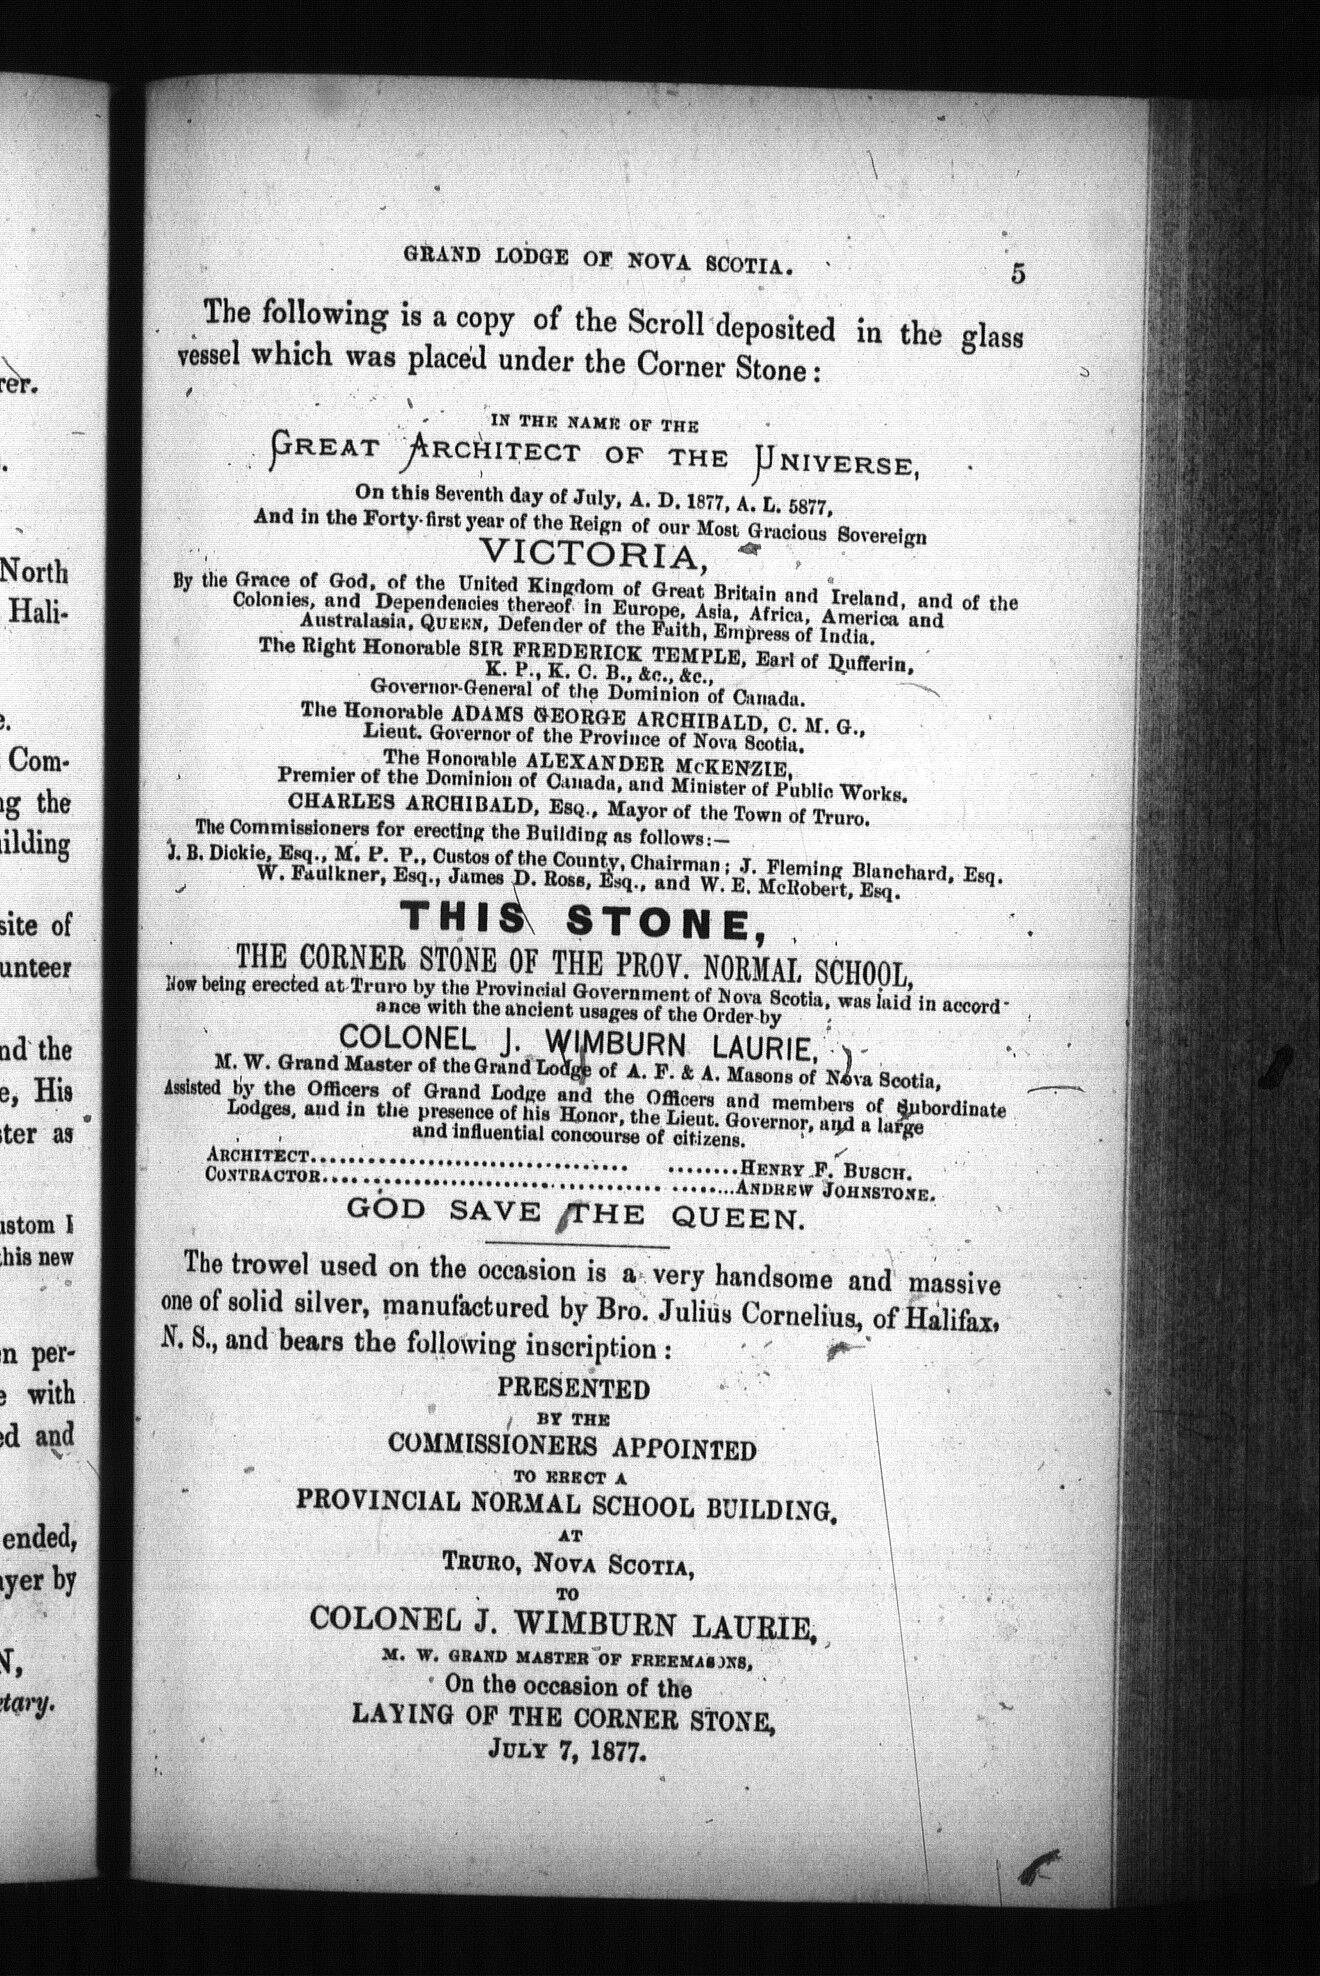 GRAND LODGE OF NOVA SCOTIA.
5
The following is a copy of the Scroll deposited in the glass
vessel which was placed under the Corner Stone:
IN THE NAME OF THE
GREAT ARCHITECT OF THE UNIVERSE,
On this Seventh day of July, A. D. 1877, A. L. 5877,
And in the Forty-first year of the Reign of our Most Gracious Sovereign
VICTORIA,
By the Grace of God, of the United Kingdom of Great Britain and Ireland, and of the
Colonies, and Dependencies thereof in Europe, Asia, Africa, America and
Australasia, QUEEN, Defender of the Faith, Empress of India.
The Right Honorable SIR FREDERICK TEMPLE, Earl of Dufferin,
K. P., K. C. B., &c., &c.,
Governor-General of the Dominion of Canada.
The Honorable ADAMS GEORGE ARCHIBALD, C. M. G.,
Lieut. Governor of the Province of Nova Scotia.
The Honorable ALEXANDER McKENZIE,
Premier of the Dominion of Canada, and Minister of Public Works.
CHARLES ARCHIBALD, Esq., Mayor of the Town of Truro.
The Commissioners for erecting the Building as follows:—
J. B. Dickie, Esq., M. P. P., Custos of the County, Chairman; J. Fleming Blanchard, Esq.
W. Faulkner, Esq., James D. Ross, Esq., and W. E. McRobert, Esq.
THIS STONE,
THE CORNER STONE OF THE PROV. NORMAL SCHOOL,
Now being erected at Truro by the Provincial Government of Nova Scotia, was laid in accord-
ance with the ancient usages of the Order by
COLONEL J. WIMBURN LAURIE,
M. W. Grand Master of the Grand Lodge of A. F. & A. Masons of Nova Scotia,
Assisted by the Officers of Grand Lodge and the Officers and members of Subordinate
Lodges, and in the presence of his Honor, the Lieut. Governor, and a large
and influential concourse of citizens.
ARCHITECT........................................HENRY F. BUSCH.
CONTRACTOR........................................ANDREW JOHNSTONE.
GOD SAVE THE QUEEN.
The trowel used on the occasion is a very handsome and massive
one of solid silver, manufactured by Bro. Julius Cornelius, of Halifax,
N. S., and bears the following inscription:
PRESENTED
BY THE
COMMISSIONERS APPOINTED
TO ERECT A
PROVINCIAL NORMAL SCHOOL BUILDING.
AT
TRURO, NOVA SCOTIA,
TO
COLONEL J. WIMBURN LAURIE,
M. W. GRAND MASTER OF FREEMASONS,
On the occasion of the
LAYING OF THE CORNER STONE,
JULY 7, 1877.
North
Hali-
Com-
the
site of
the
His
as
this new
per-
with
and
ended,
by